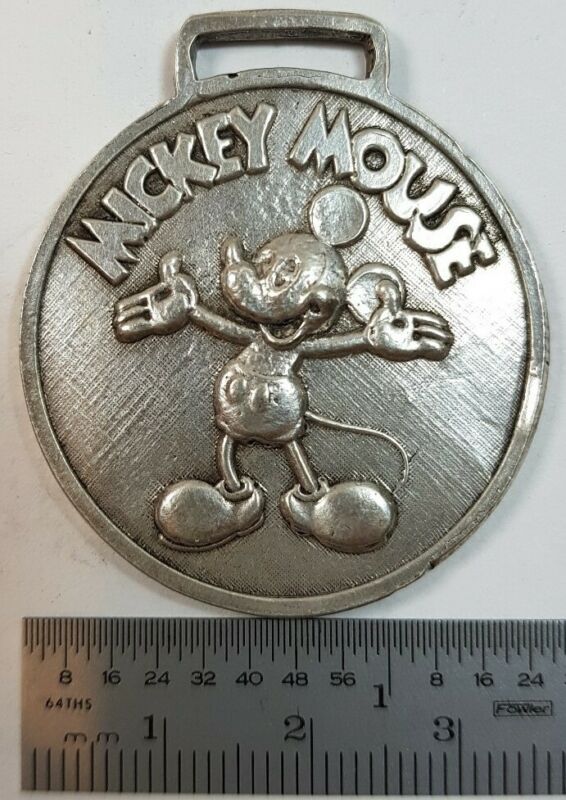 MICKEY MOUSE
8 16 24 32 40 48 56 1 8 16 24
64THS Fowler
mm 1 2 3